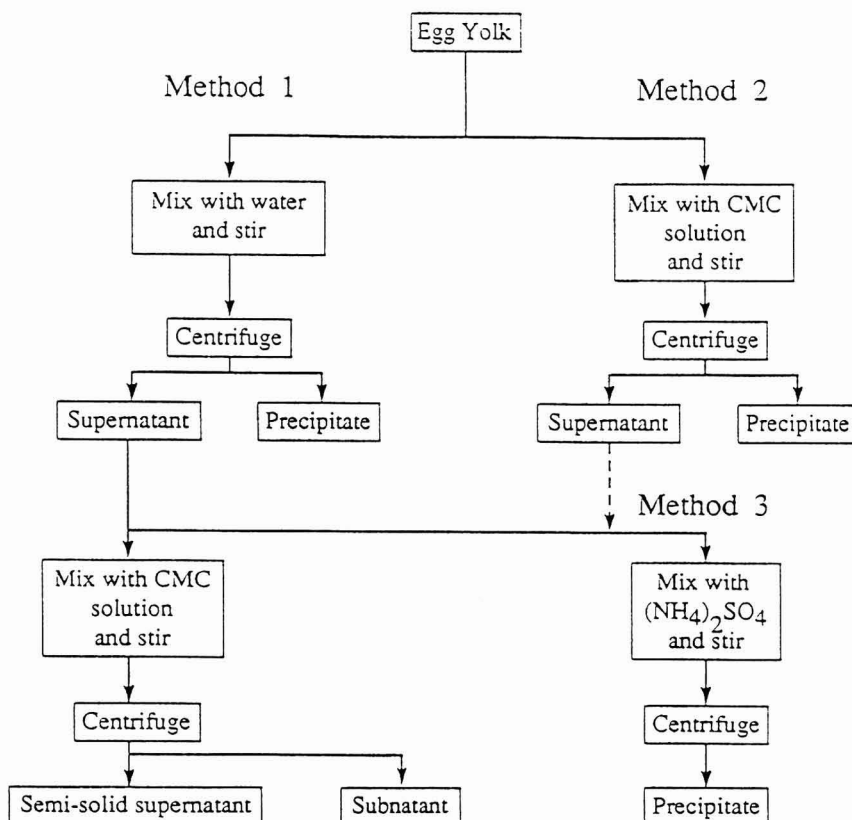 Egg Yolk
Method 1
Method 2
Mix with water
and stir
Mix with CMC
solution
and stir
Centrifuge
Centrifuge
Supernatant
Precipitate
Supernatant
Precipitate
Method 3
Mix with CMC
solution
and stir
Mix with
(NH4)2SO4
and stir
Centrifuge
Centrifuge
Semi-solid supernatant
Subnatant
Precipitate